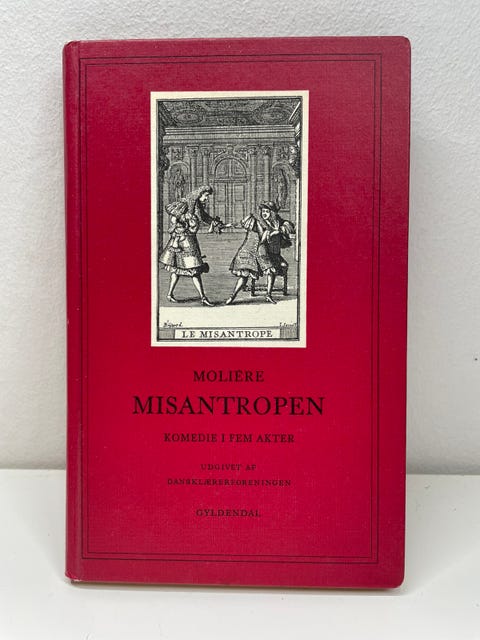 LE MISANTROPE
MOLIÈRE
MISANTROPEN
KOMEDIE I FEM AKTER
UDGIVET AF
DANSKLÆRERFORENINGEN
GYLDENDAL